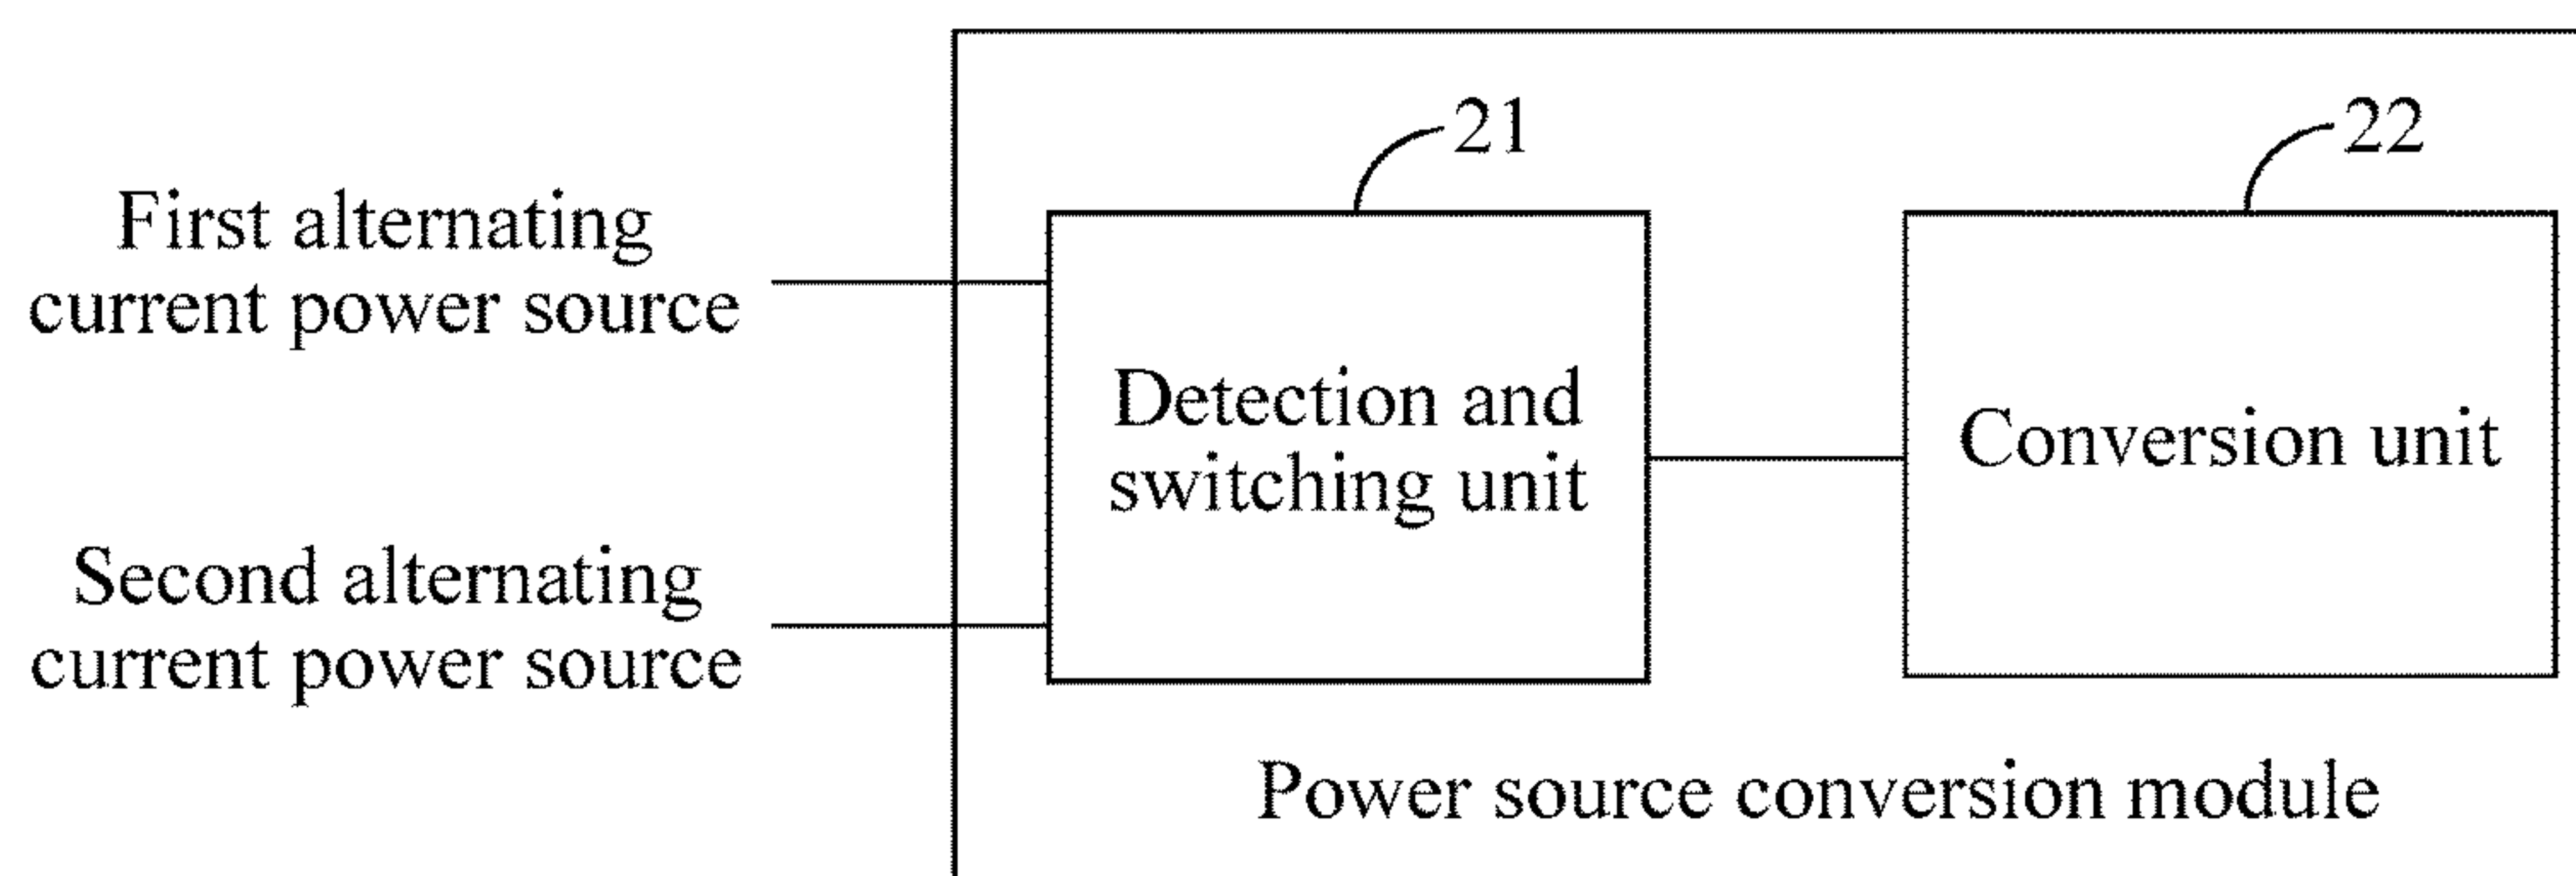 21
22
First alternating
current power source
Detection and
switching unit
Conversion unit
Second alternating
current power source
Power source conversion module